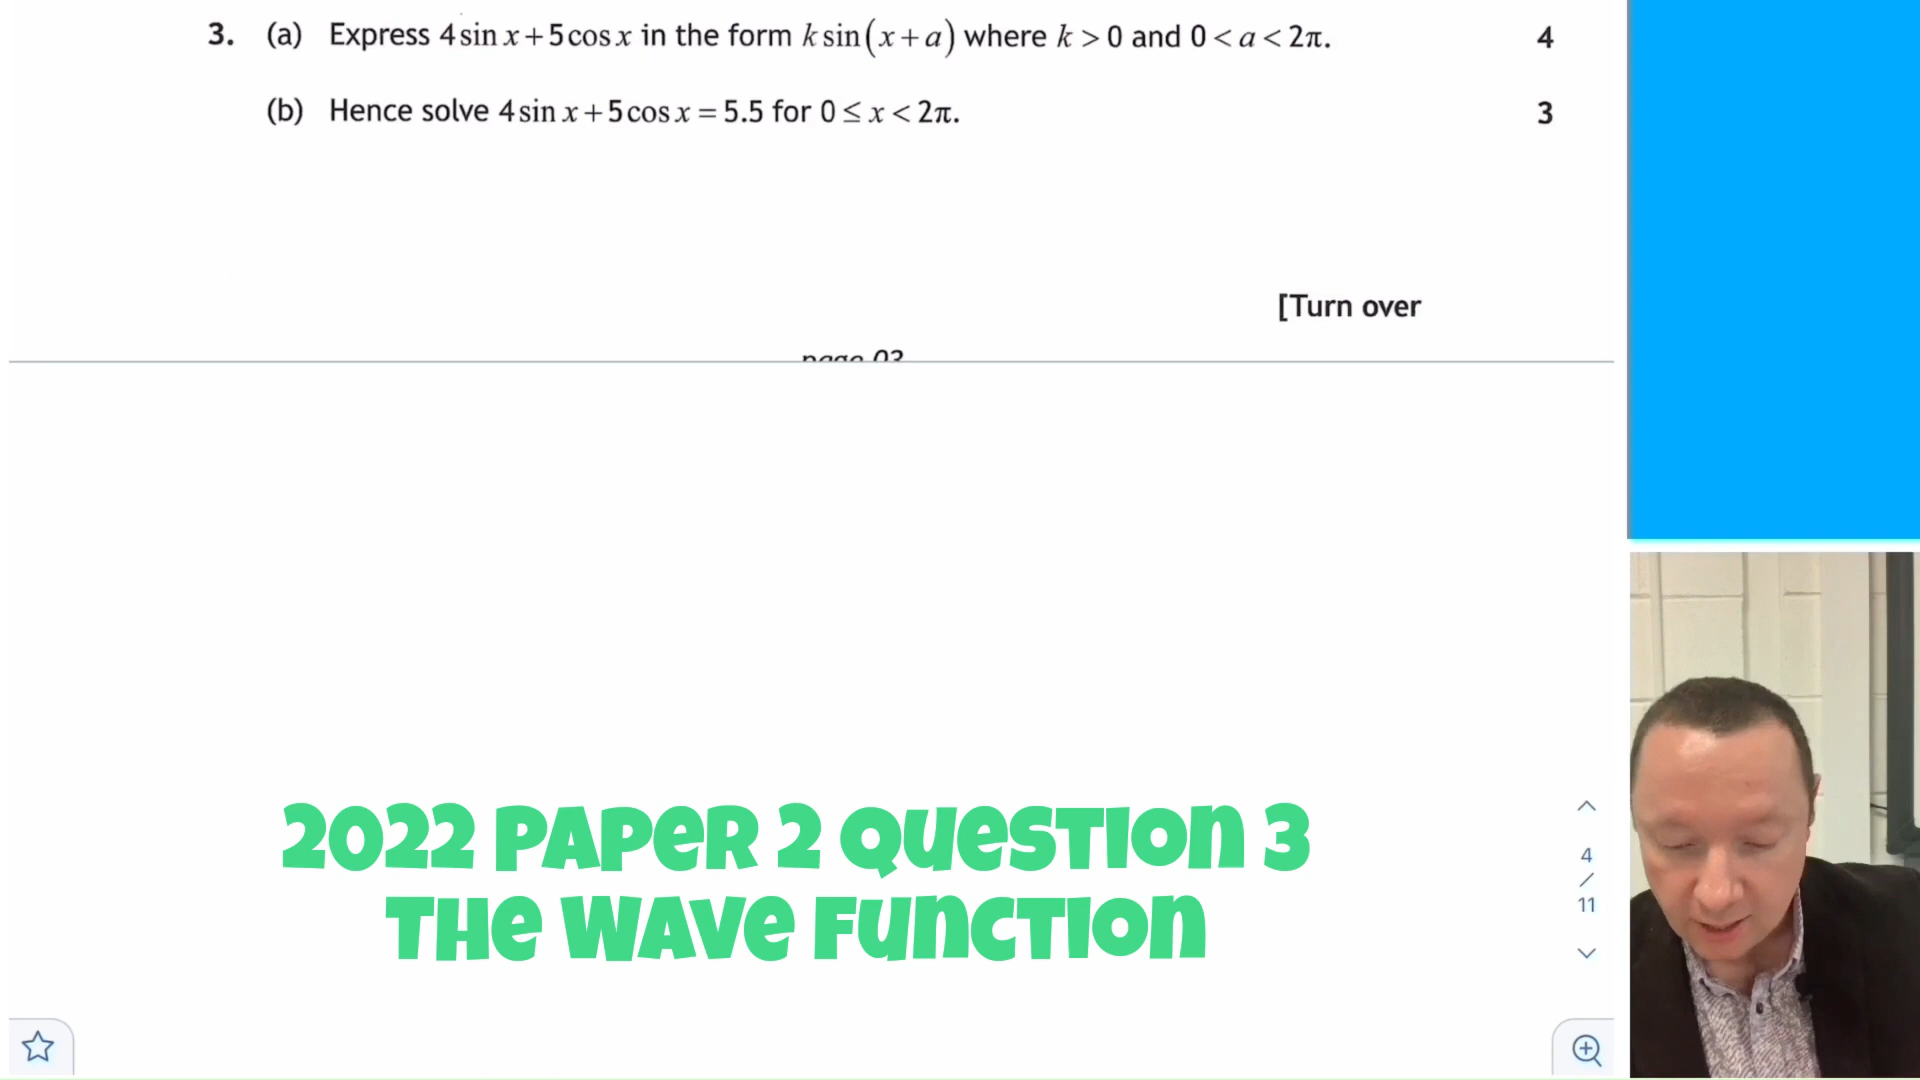 3. (a) Express 4 sin x + 5 cos x in the form k sin(x + a) where k > 0 and 0 < a < 2π. 4
(b) Hence solve 4 sin x + 5 cos x = 5.5 for 0 ≤ x < 2π. 3
[Turn over
page 03
2022 PAPER 2 QUESTION 3
THE WAVE FUNCTION
4
/
11